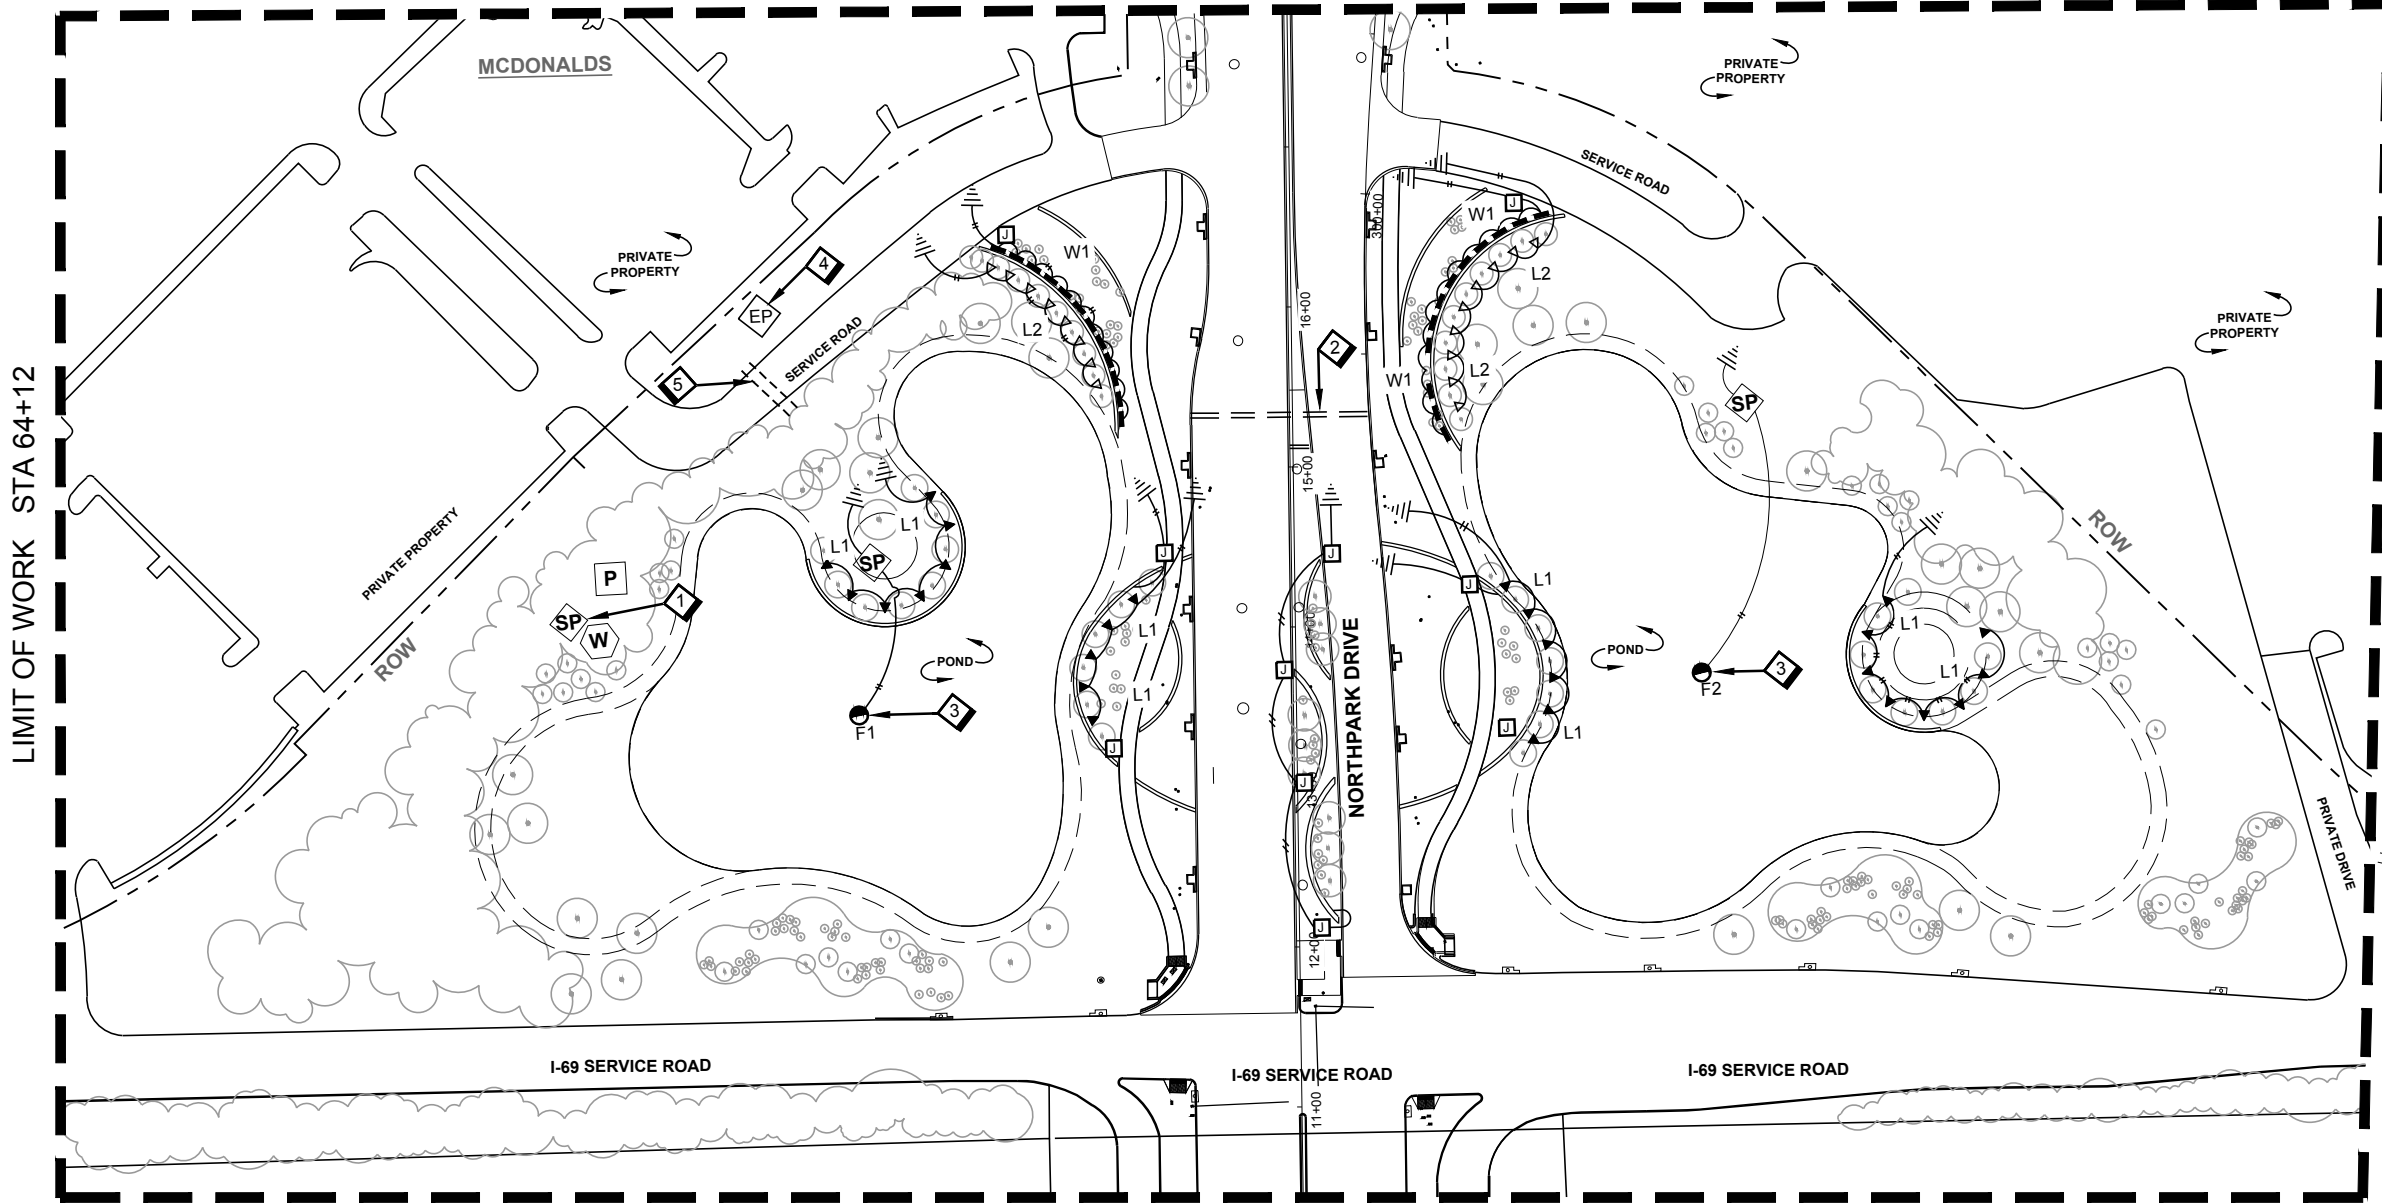 MCDONALDS
PRIVATE
PROPERTY
SERVICE ROAD
J
W1
J
W1
300+00
L2
L2
PRIVATE
PROPERTY
4
EP
16+00
2
PRIVATE
PROPERTY
5
SERVICE ROAD
W1
L2
SP
LIMIT OF WORK STA 64+12
15+00
L1
L1
SP
J
J
ROW
PRIVATE PROPERTY
P
1
SP
W
J
L1
L1
L1
ROW
POND
POND
NORTHPARK DRIVE
J
3
F2
L1
L1
3
F1
J
J
L1
J
PRIVATE DRIVE
J
12+00
I-69 SERVICE ROAD
I-69 SERVICE ROAD
I-69 SERVICE ROAD
11+00